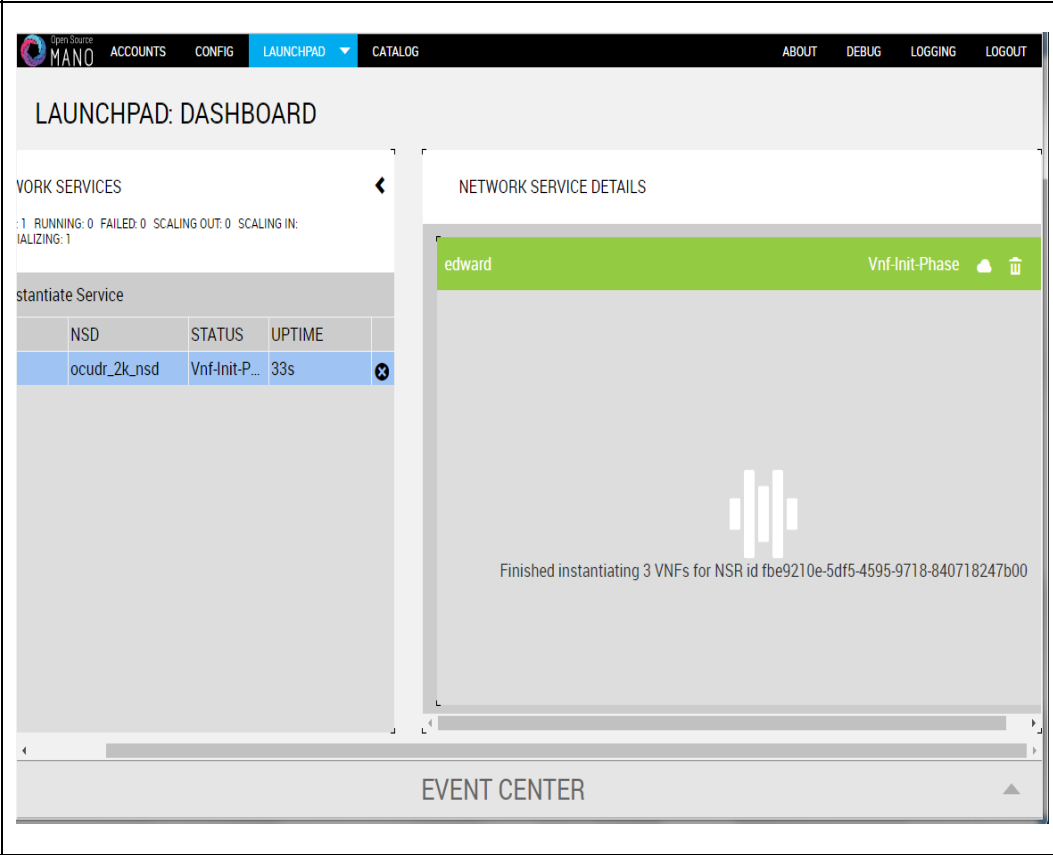 Open Source
MANO ACCOUNTS CONFIG LAUNCHPAD CATALOG ABOUT DEBUG LOGGING LOGOUT
LAUNCHPAD: DASHBOARD
WORK SERVICES
: 1 RUNNING: 0 FAILED: 0 SCALING OUT: 0 SCALING IN:
IALIZING: 1
stantiate Service
NSD STATUS UPTIME
ocudr_2k_nsd Vnf-Init-P... 33s
NETWORK SERVICE DETAILS
edward Vnf-Init-Phase
Finished instantiating 3 VNFs for NSR id fbe9210e-5df5-4595-9718-840718247b00
EVENT CENTER